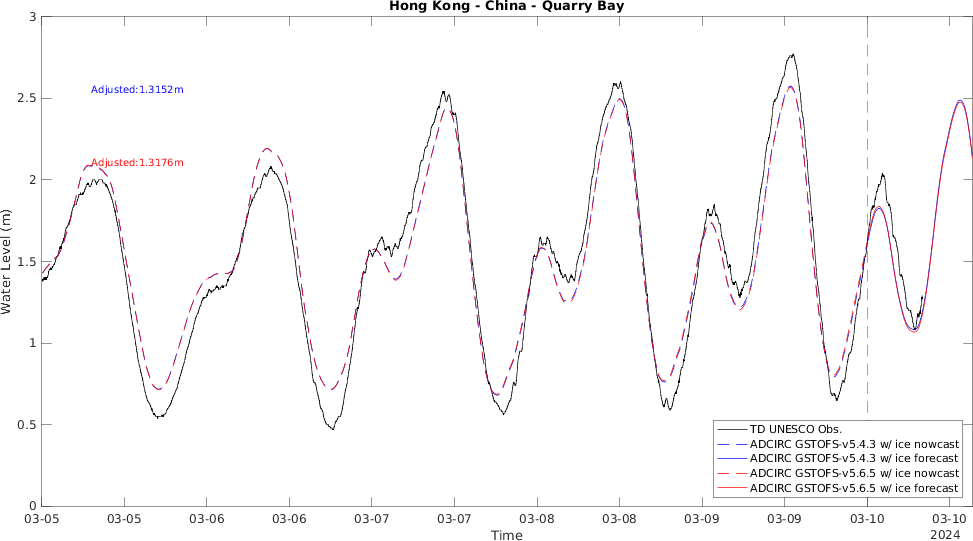 Hong Kong - China - Quarry Bay
3
2.5
2
1.5
1
0.5
0
Water Level (m)
Adjusted:1.3152m
Adjusted:1.3176m
TD UNESCO Obs.
ADCIRC GSTOFS-v5.4.3 w/ ice nowcast
ADCIRC GSTOFS-v5.4.3 w/ ice forecast
ADCIRC GSTOFS-v5.6.5 w/ ice nowcast
ADCIRC GSTOFS-v5.6.5 w/ ice forecast
03-05 03-05 03-06 03-06 03-07 03-07 03-08 03-08 03-09 03-09 03-10 03-10
2024
Time